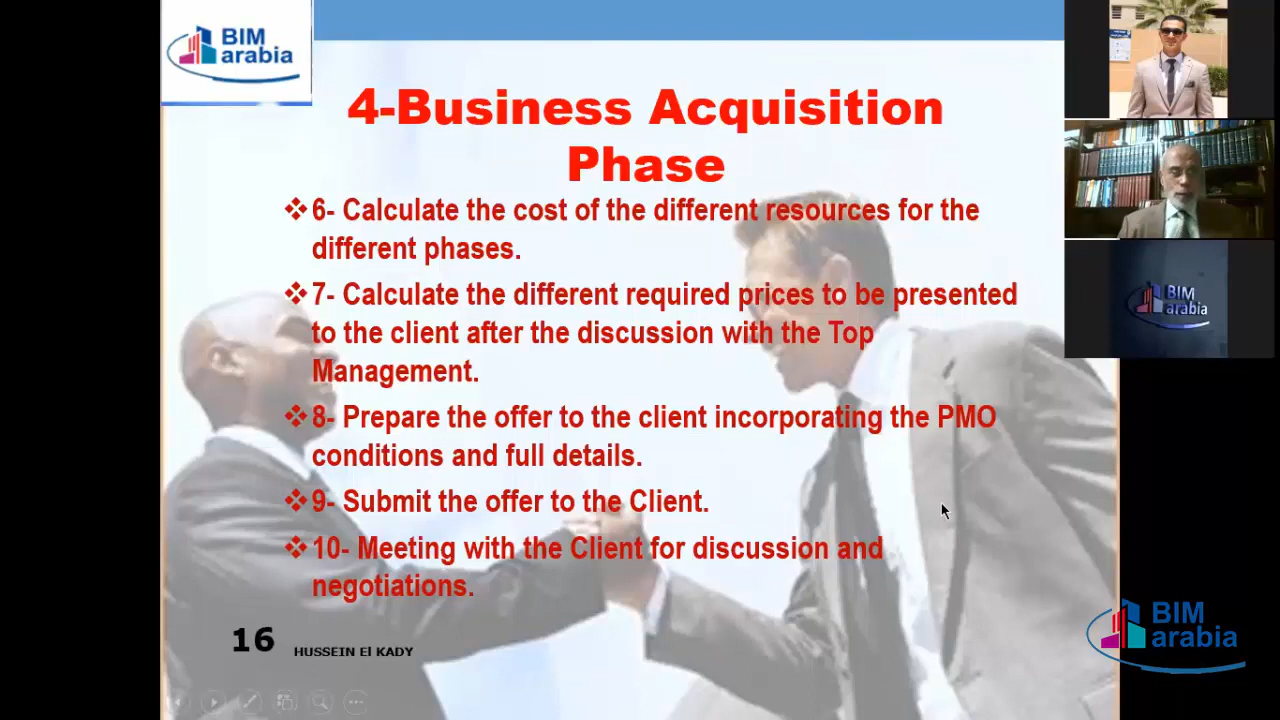 BIM
arabia
4-Business Acquisition
Phase
❖6- Calculate the cost of the different resources for the
different phases.
❖7- Calculate the different required prices to be presented
to the client after the discussion with the Top
Management.
❖8- Prepare the offer to the client incorporating the PMO
conditions and full details.
❖9- Submit the offer to the Client.
❖10- Meeting with the Client for discussion and
negotiations.
16
HUSSEIN El KADY
BIM
arabia
BIM
arabia